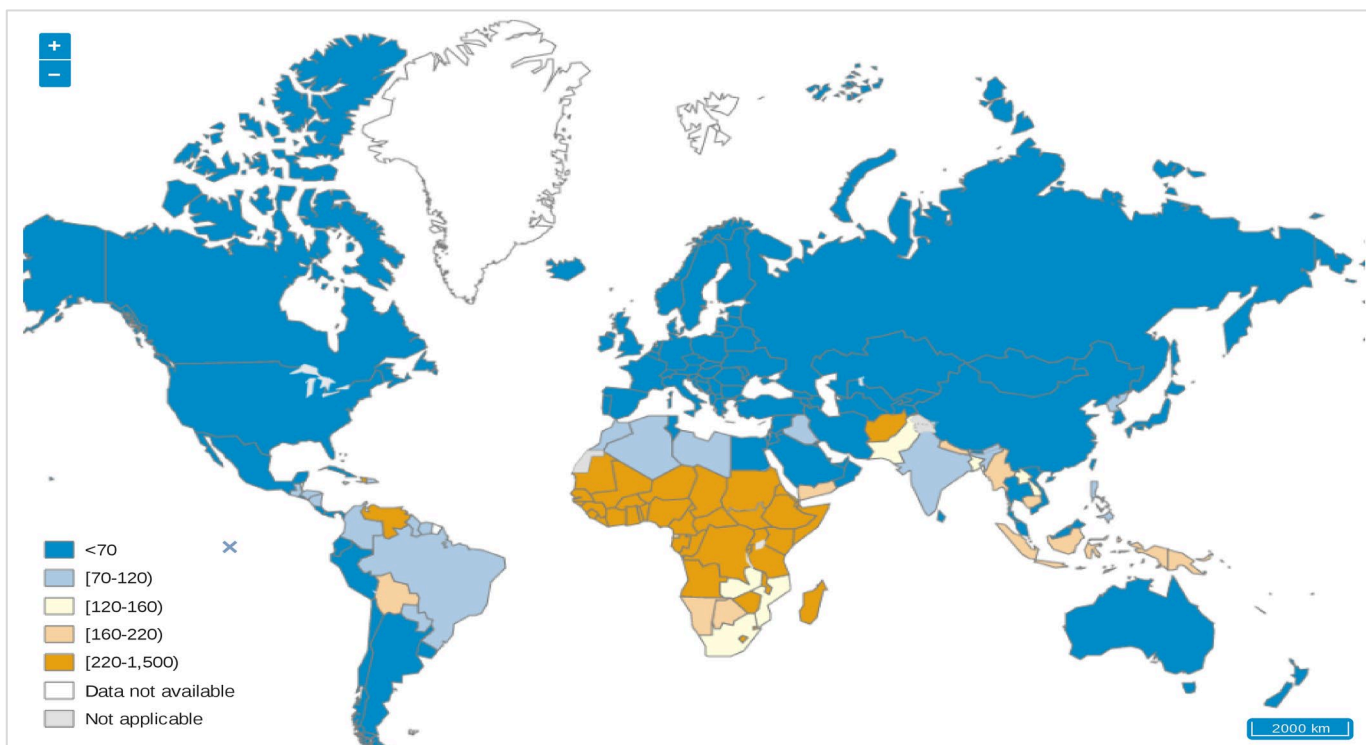 +
−
<70
[70-120)
[120-160)
[160-220)
[220-1,500)
Data not available
Not applicable
2000 km